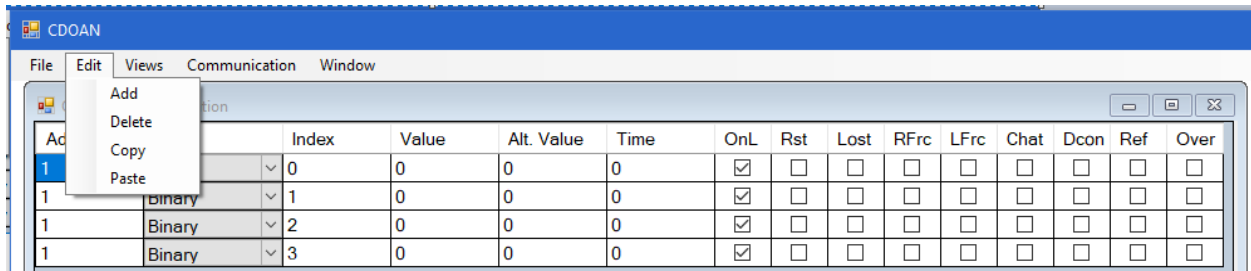 CDOAN
File Edit Views Communication Window
Add
Delete
Copy
Paste
Index Value Alt. Value Time OnL Rst Lost RFrc LFrc Chat Dcon Ref Over
1 0 0 0 0
1 Binary 1 0 0 0
1 Binary 2 0 0 0
1 Binary 3 0 0 0